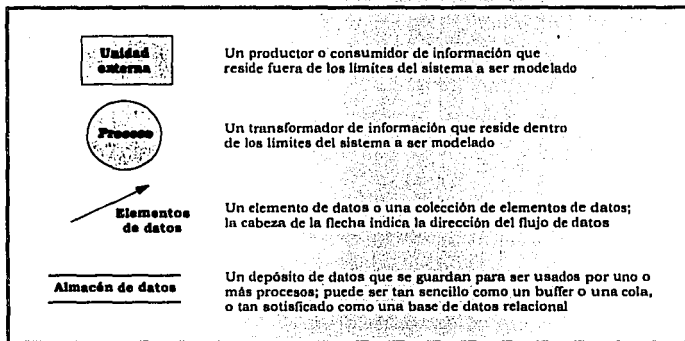 Unidad
externa
Un productor o consumidor de información que
reside fuera de los límites del sistema a ser modelado
Proceso
Un transformador de información que reside dentro
de los límites del sistema a ser modelado
Elementos
de datos
Un elemento de datos o una colección de elementos de datos;
la cabeza de la flecha indica la dirección del flujo de datos
Almacén de datos
Un depósito de datos que se guardan para ser usados por uno o
más procesos; puede ser tan sencillo como un buffer o una cola,
o tan sotisficado como una base de datos relacional